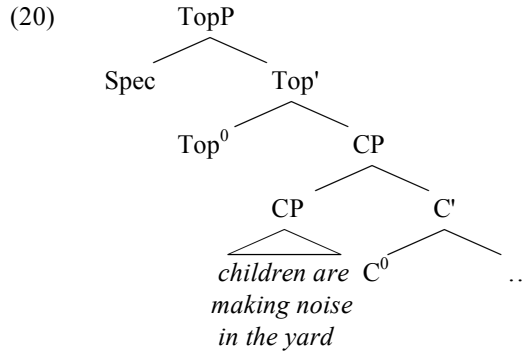 (20) TopP
Spec Top'
Top⁰ CP
CP C'
children are C⁰ ..
making noise
in the yard